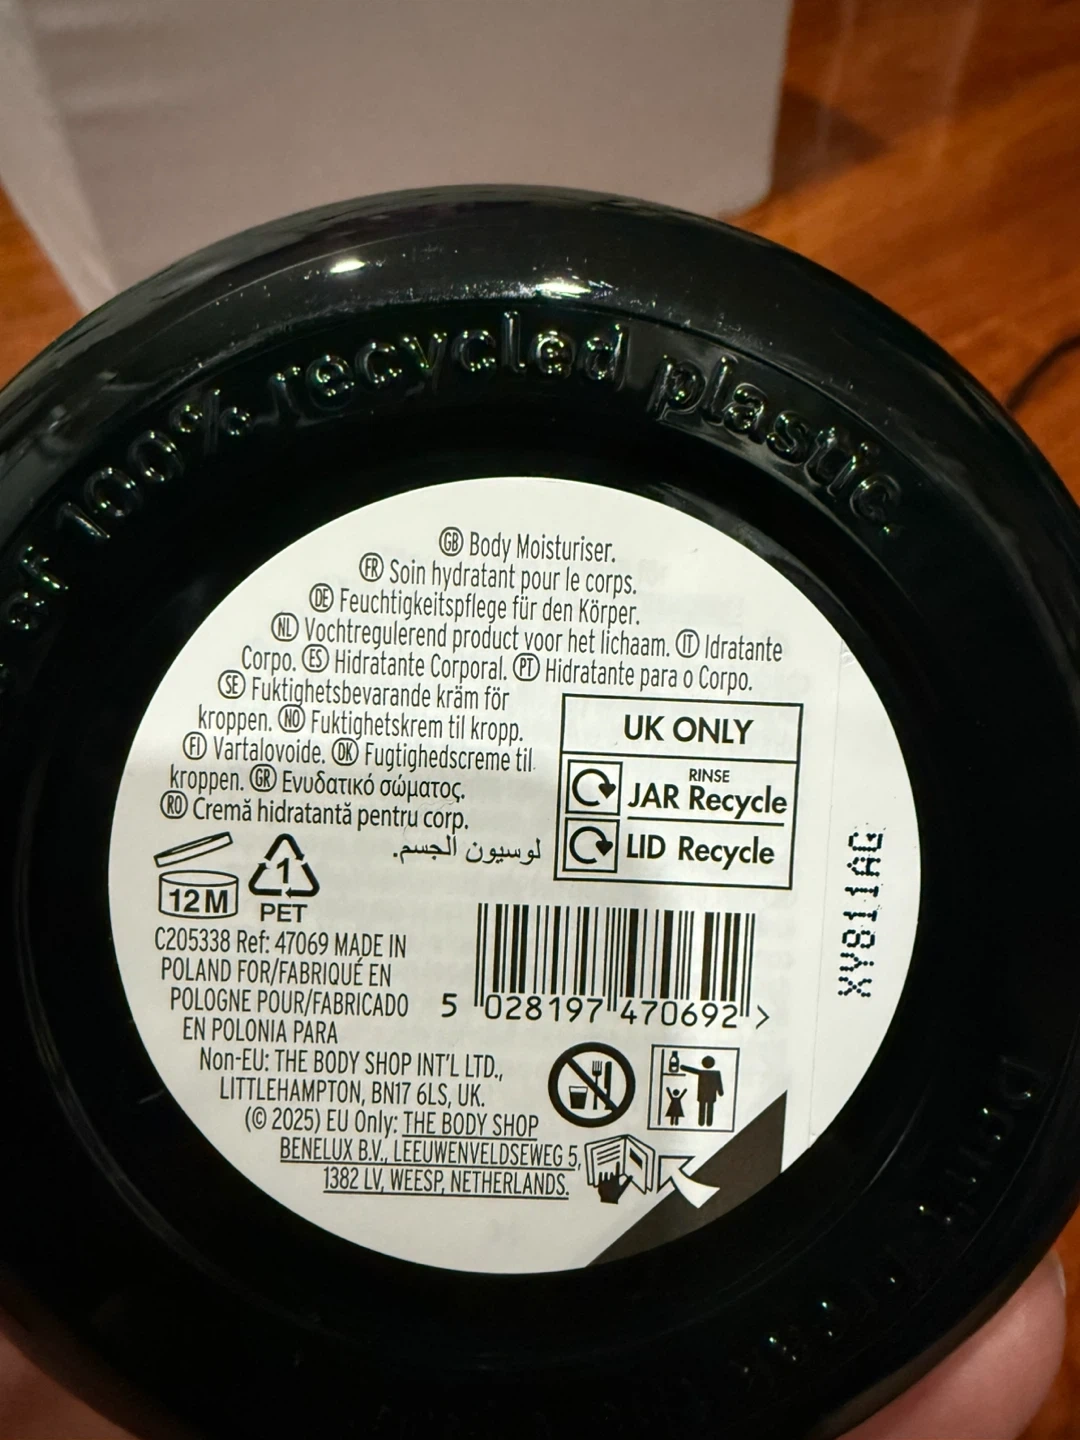 of 100% recycled plastic.
GB Body Moisturiser.
FR Soin hydratant pour le corps.
DE Feuchtigkeitspflege für den Körper.
NL Vochtregulerend product voor het lichaam. IT Idratante
Corpo. ES Hidratante Corporal. PT Hidratante para o Corpo.
SE Fuktighetsbevarande kräm för
kroppen. NO Fuktighetskrem til kropp.
FI Vartalovoide. DK Fugtighedscreme til
kroppen. GR Ενυδατικό σώματος.
RO Cremă hidratantă pentru corp.
لوسيون الجسم.
UK ONLY
RINSE
JAR Recycle
LID Recycle
12M
1
PET
C205338 Ref: 47069 MADE IN
POLAND FOR/FABRIQUÉ EN
POLOGNE POUR/FABRICADO
EN POLONIA PARA
Non-EU: THE BODY SHOP INT'L LTD.,
LITTLEHAMPTON, BN17 6LS, UK.
(© 2025) EU Only: THE BODY SHOP
BENELUX B.V., LEEUWENVELDSEWEG 5,
1382 LV, WEESP, NETHERLANDS.
5 028197 470692 >
XY811AG